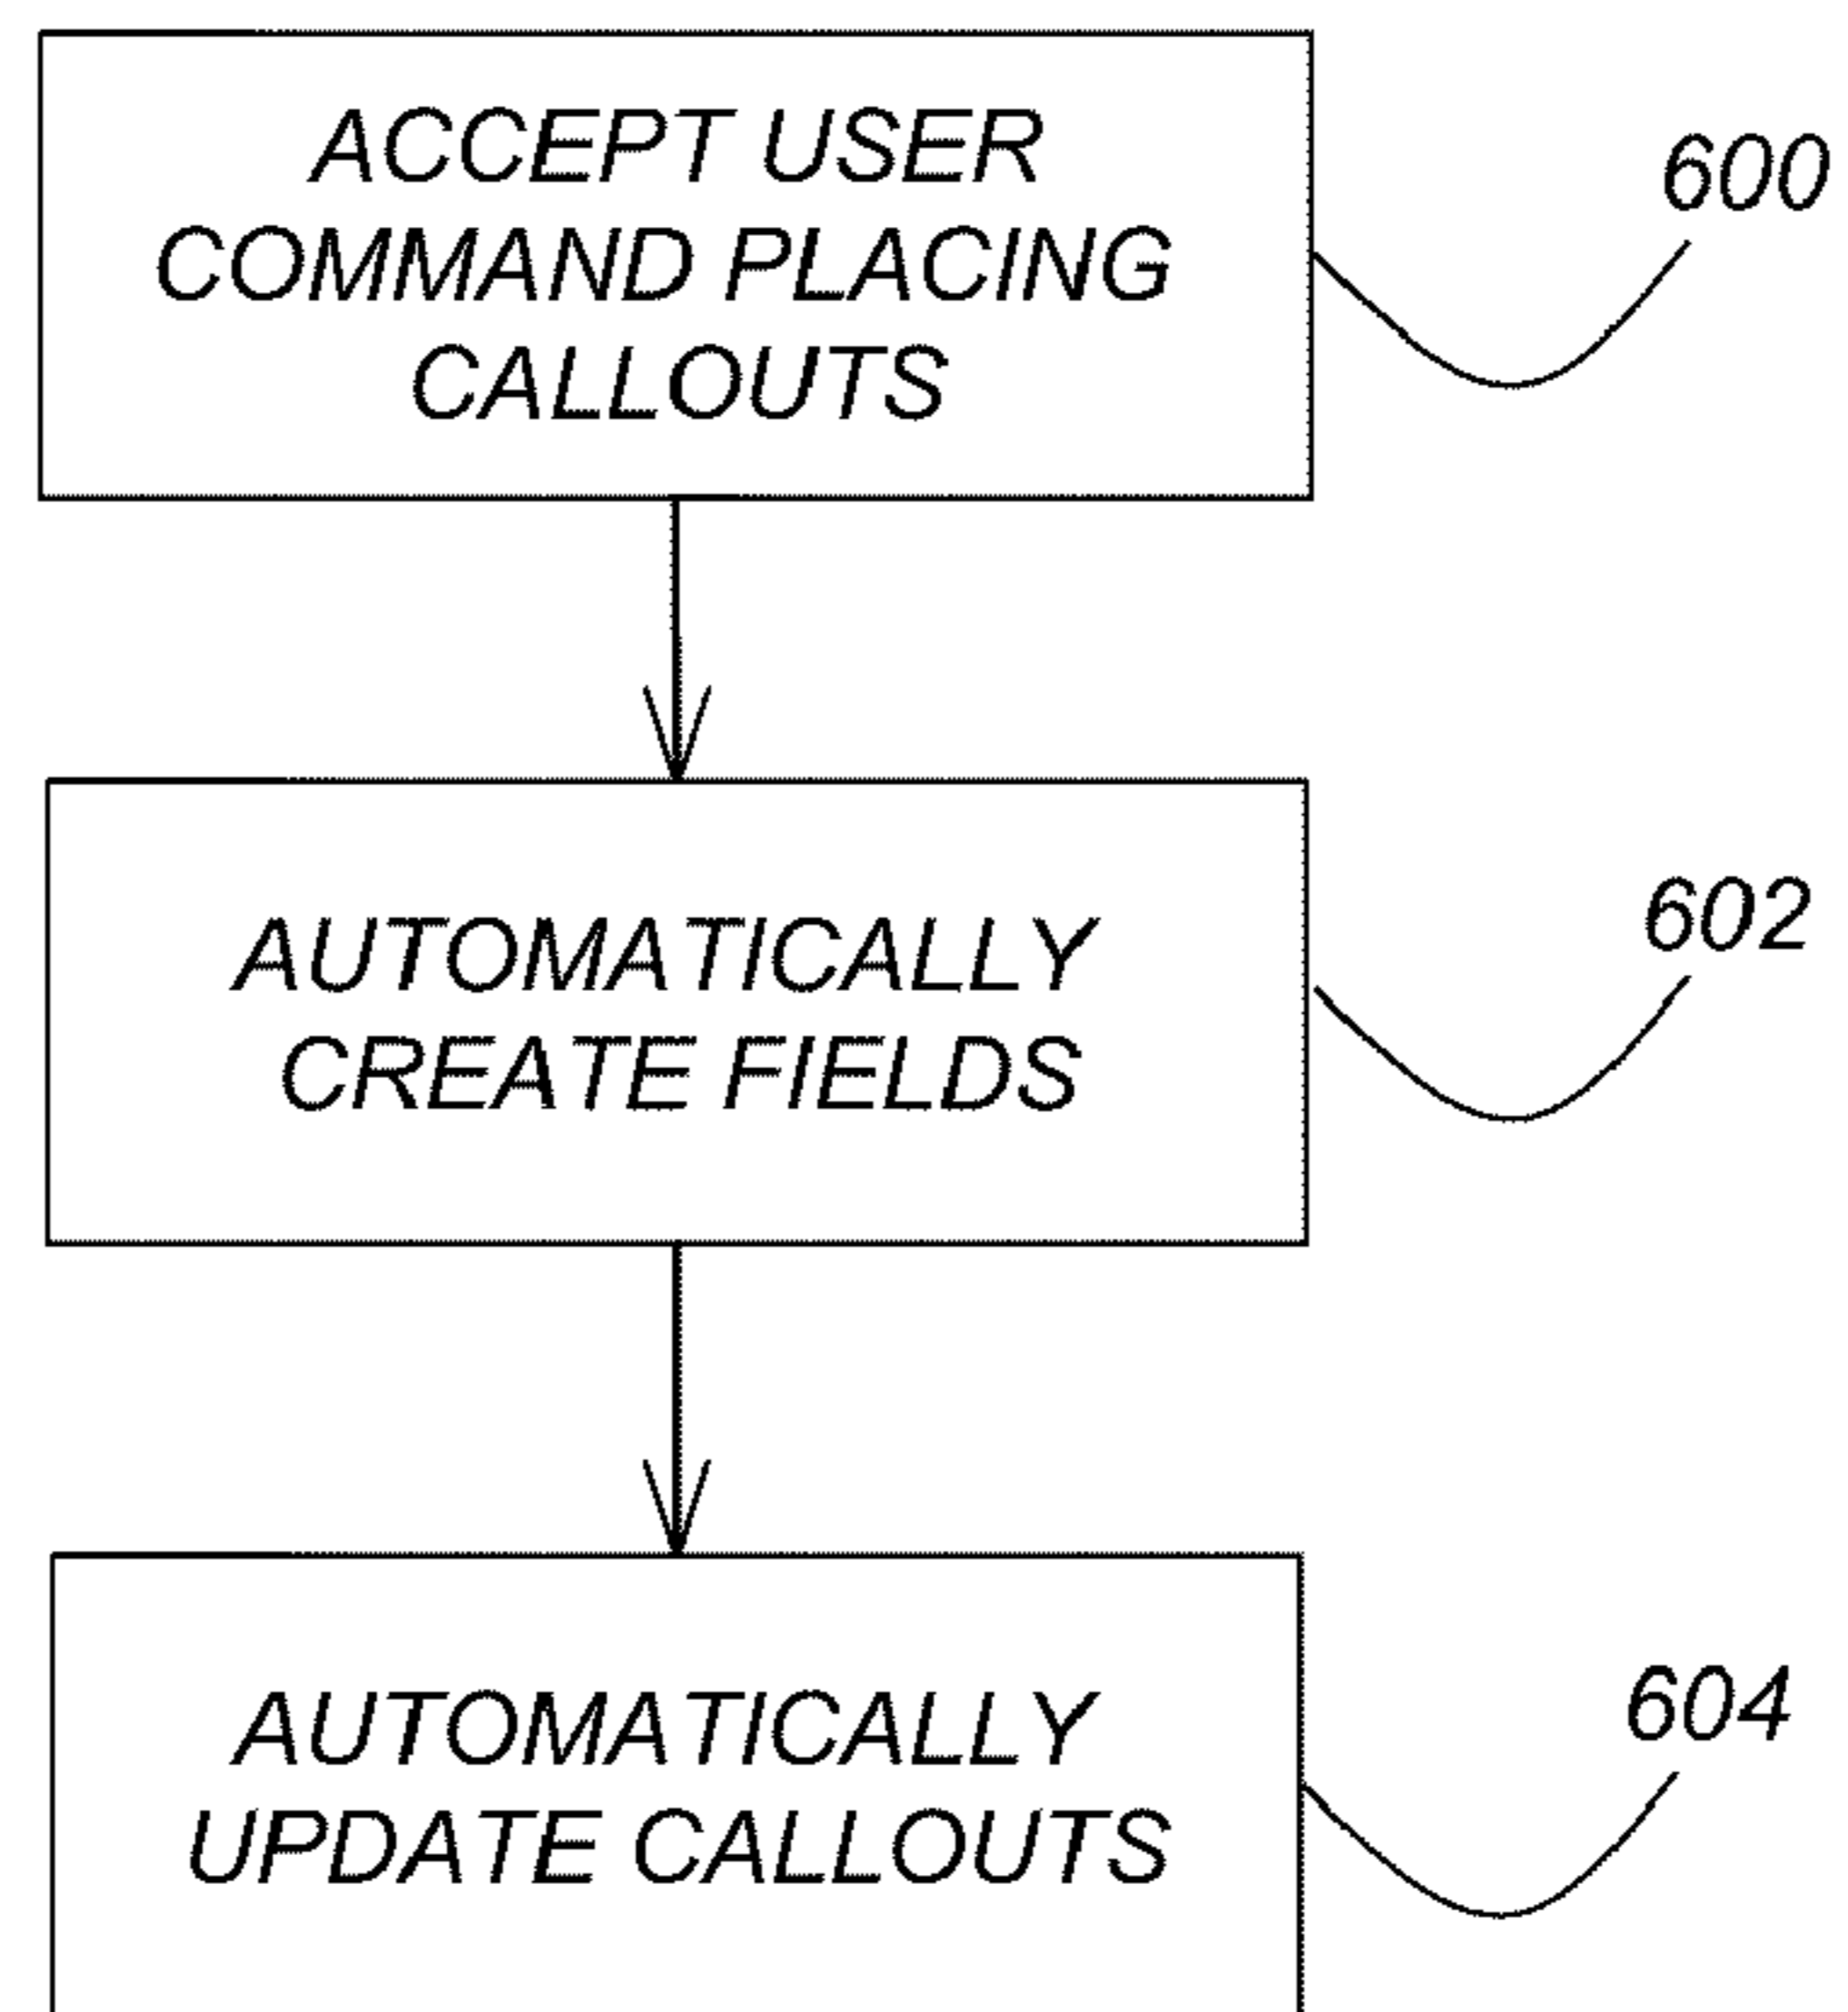 ACCEPT USER
COMMAND PLACING
CALLOUTS
600
AUTOMATICALLY
CREATE FIELDS
602
AUTOMATICALLY
UPDATE CALLOUTS
604